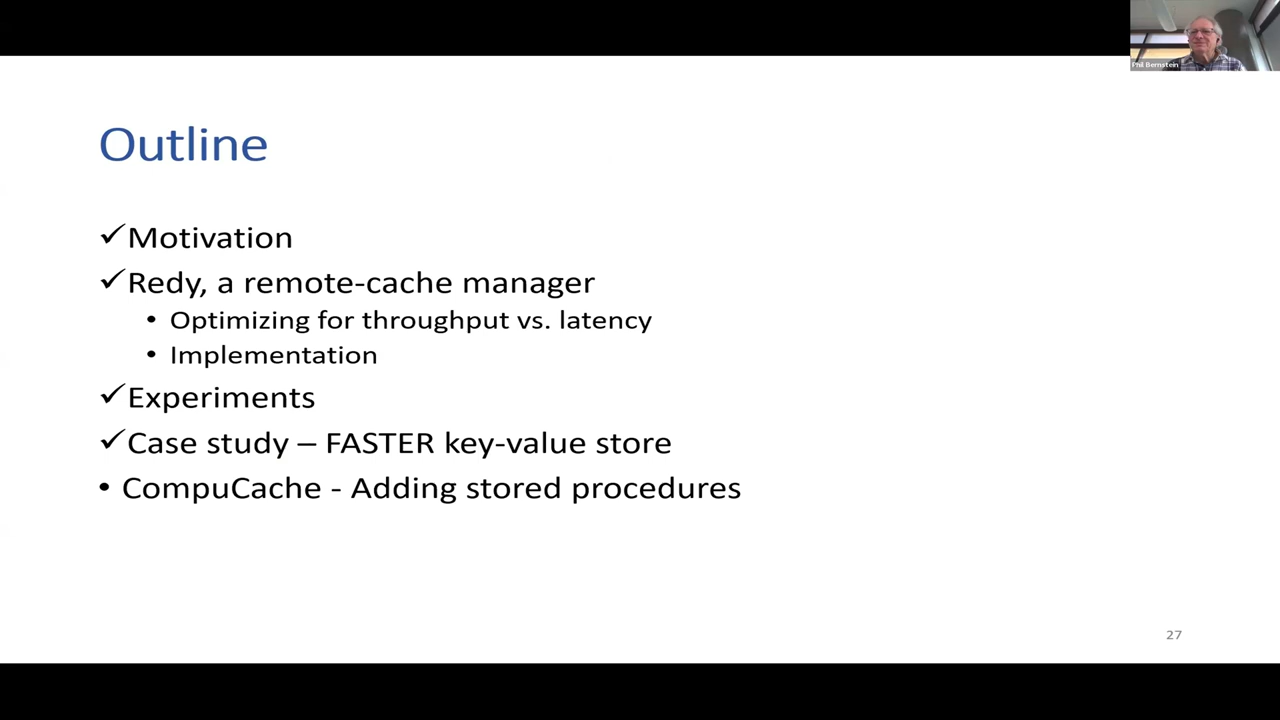 Phil Bernstein
Outline
✓Motivation
✓Redy, a remote-cache manager
• Optimizing for throughput vs. latency
• Implementation
✓Experiments
✓Case study – FASTER key-value store
• CompuCache - Adding stored procedures
27